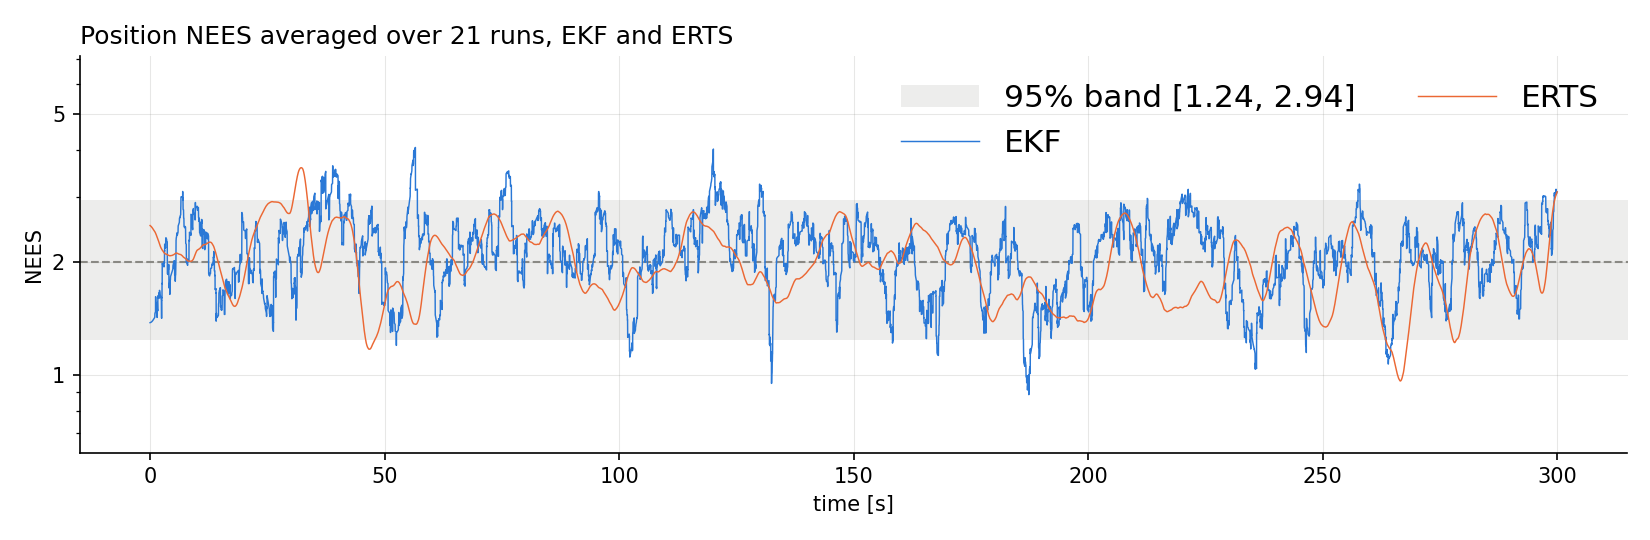 Position NEES averaged over 21 runs, EKF and ERTS
95% band [1.24, 2.94]
EKF
ERTS
NEES
5
2
1
0
50
100
150
200
250
300
time [s]